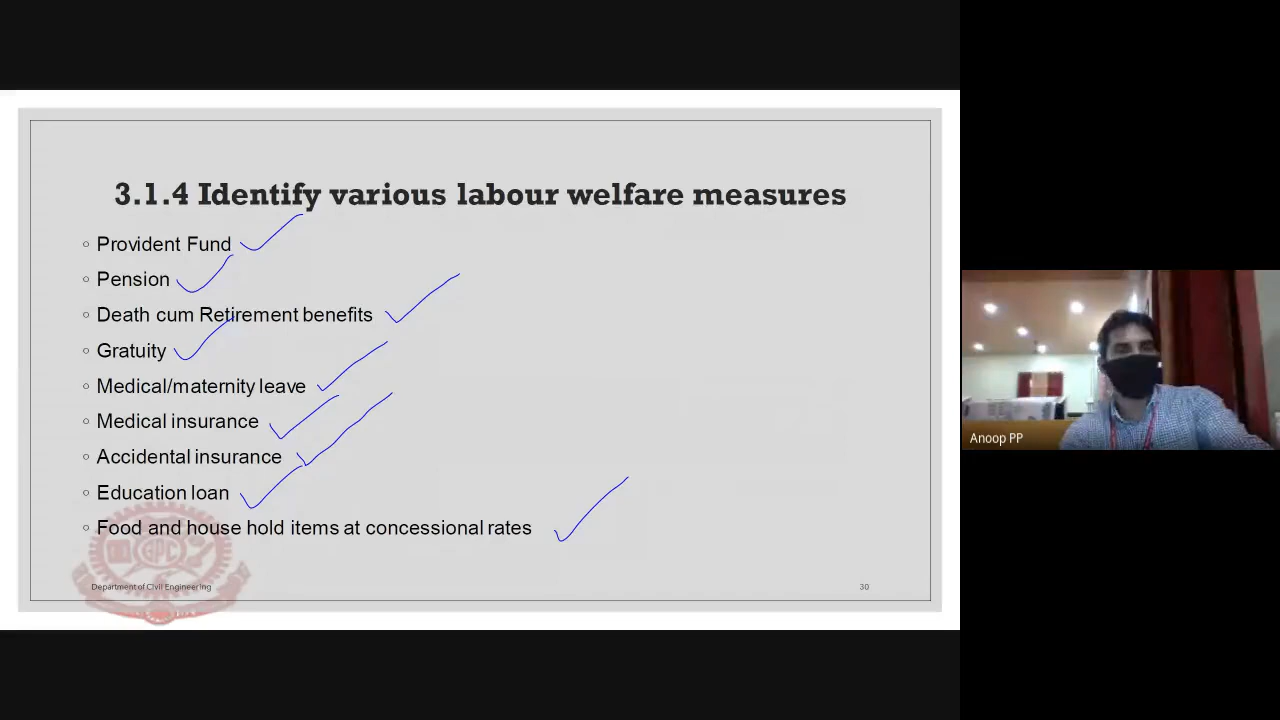 3.1.4 Identify various labour welfare measures
Provident Fund
Pension
Death cum Retirement benefits
Gratuity
Medical/maternity leave
Medical insurance
Accidental insurance
Education loan
Food and house hold items at concessional rates
GPC
Department of Civil Engineering
30
Anoop PP